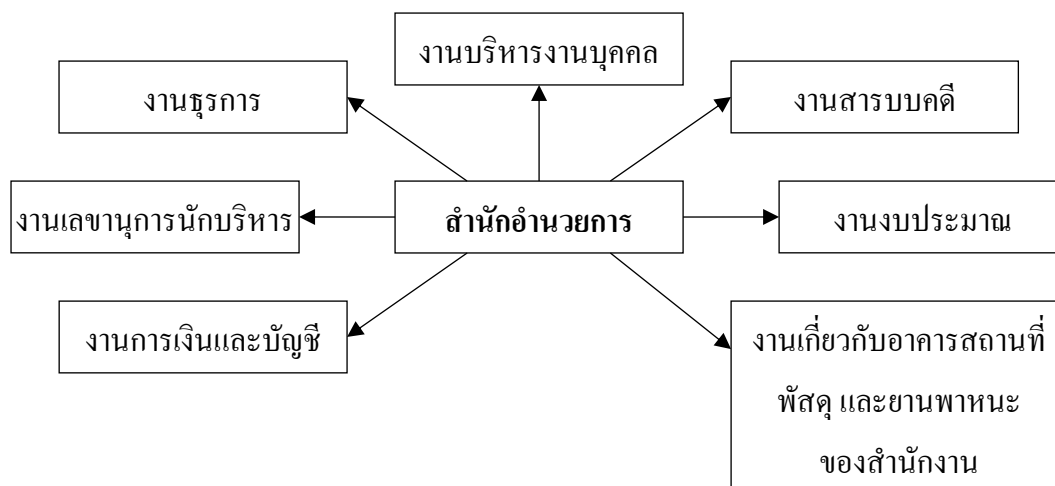 งานบริหารงานบุคคล
งานธุรการ
งานสารบบคดี
งานเลขานุการนักบริหาร
สำนักอำนวยการ
งานงบประมาณ
งานการเงินและบัญชี
งานเกี่ยวกับอาคารสถานที่
พัสดุ และยานพาหนะ
ของสำนักงาน